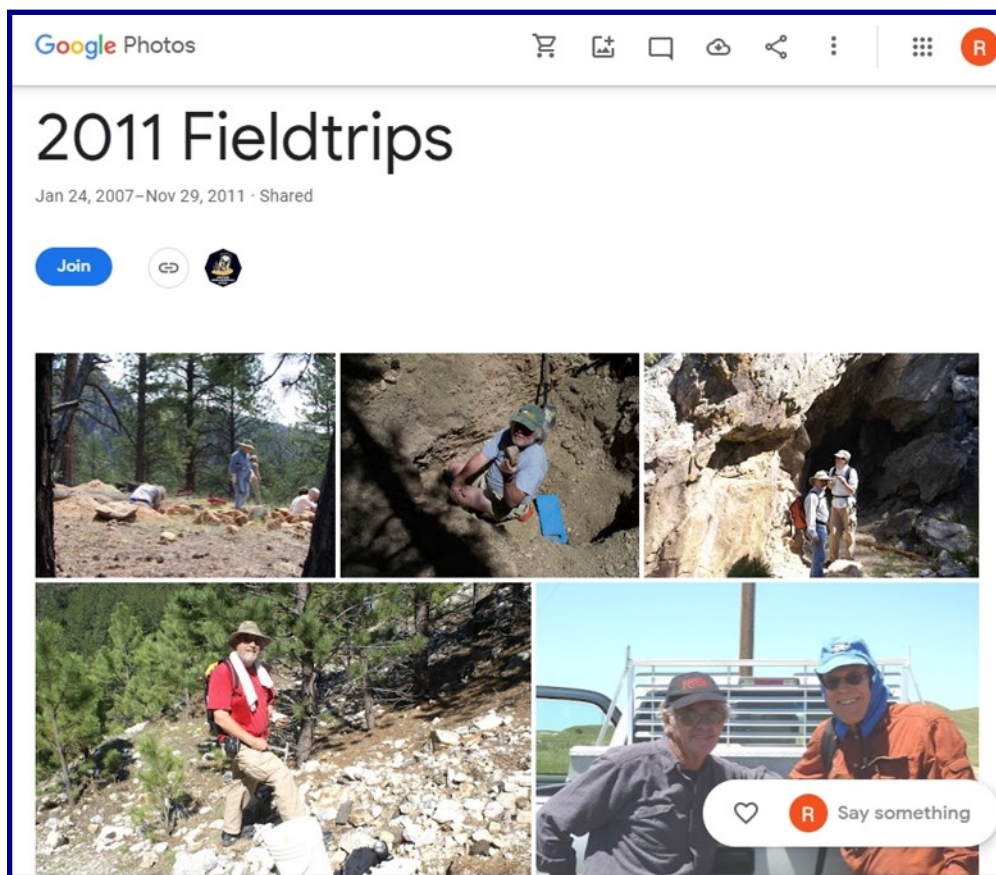 Google Photos
R
2011 Fieldtrips
Jan 24, 2007–Nov 29, 2011 · Shared
Join
R Say something